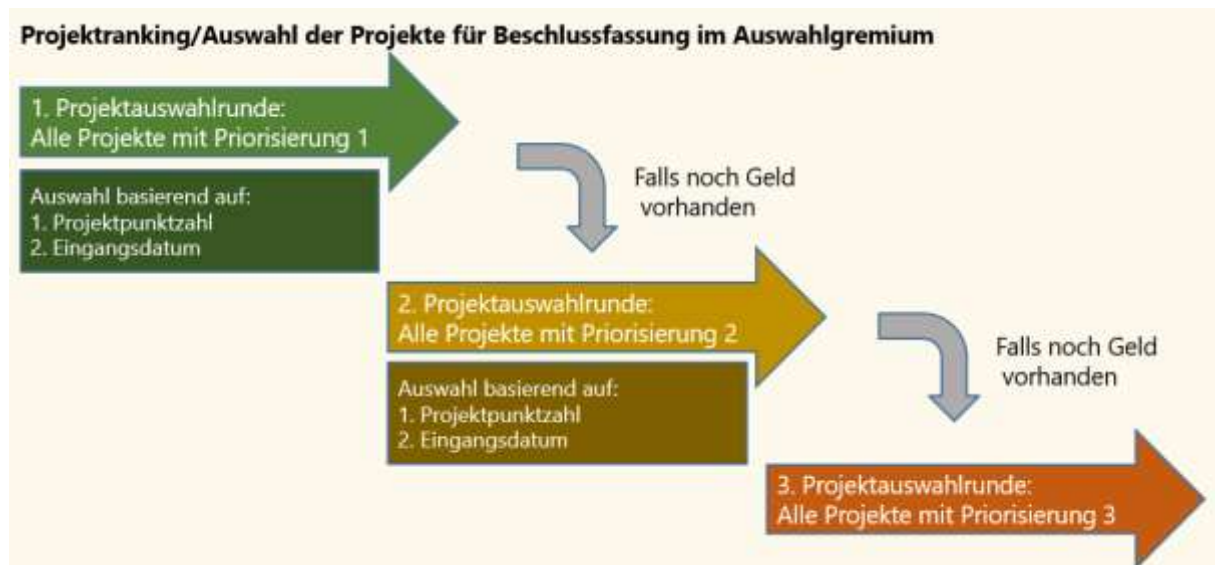 Projektranking/Auswahl der Projekte für Beschlussfassung im Auswahlgremium
1. Projektauswahlrunde:
Alle Projekte mit Priorisierung 1
Auswahl basierend auf:
1. Projektpunktzahl
2. Eingangsdatum
Falls noch Geld
vorhanden
2. Projektauswahlrunde:
Alle Projekte mit Priorisierung 2
Auswahl basierend auf:
1. Projektpunktzahl
2. Eingangsdatum
Falls noch Geld
vorhanden
3. Projektauswahlrunde:
Alle Projekte mit Priorisierung 3